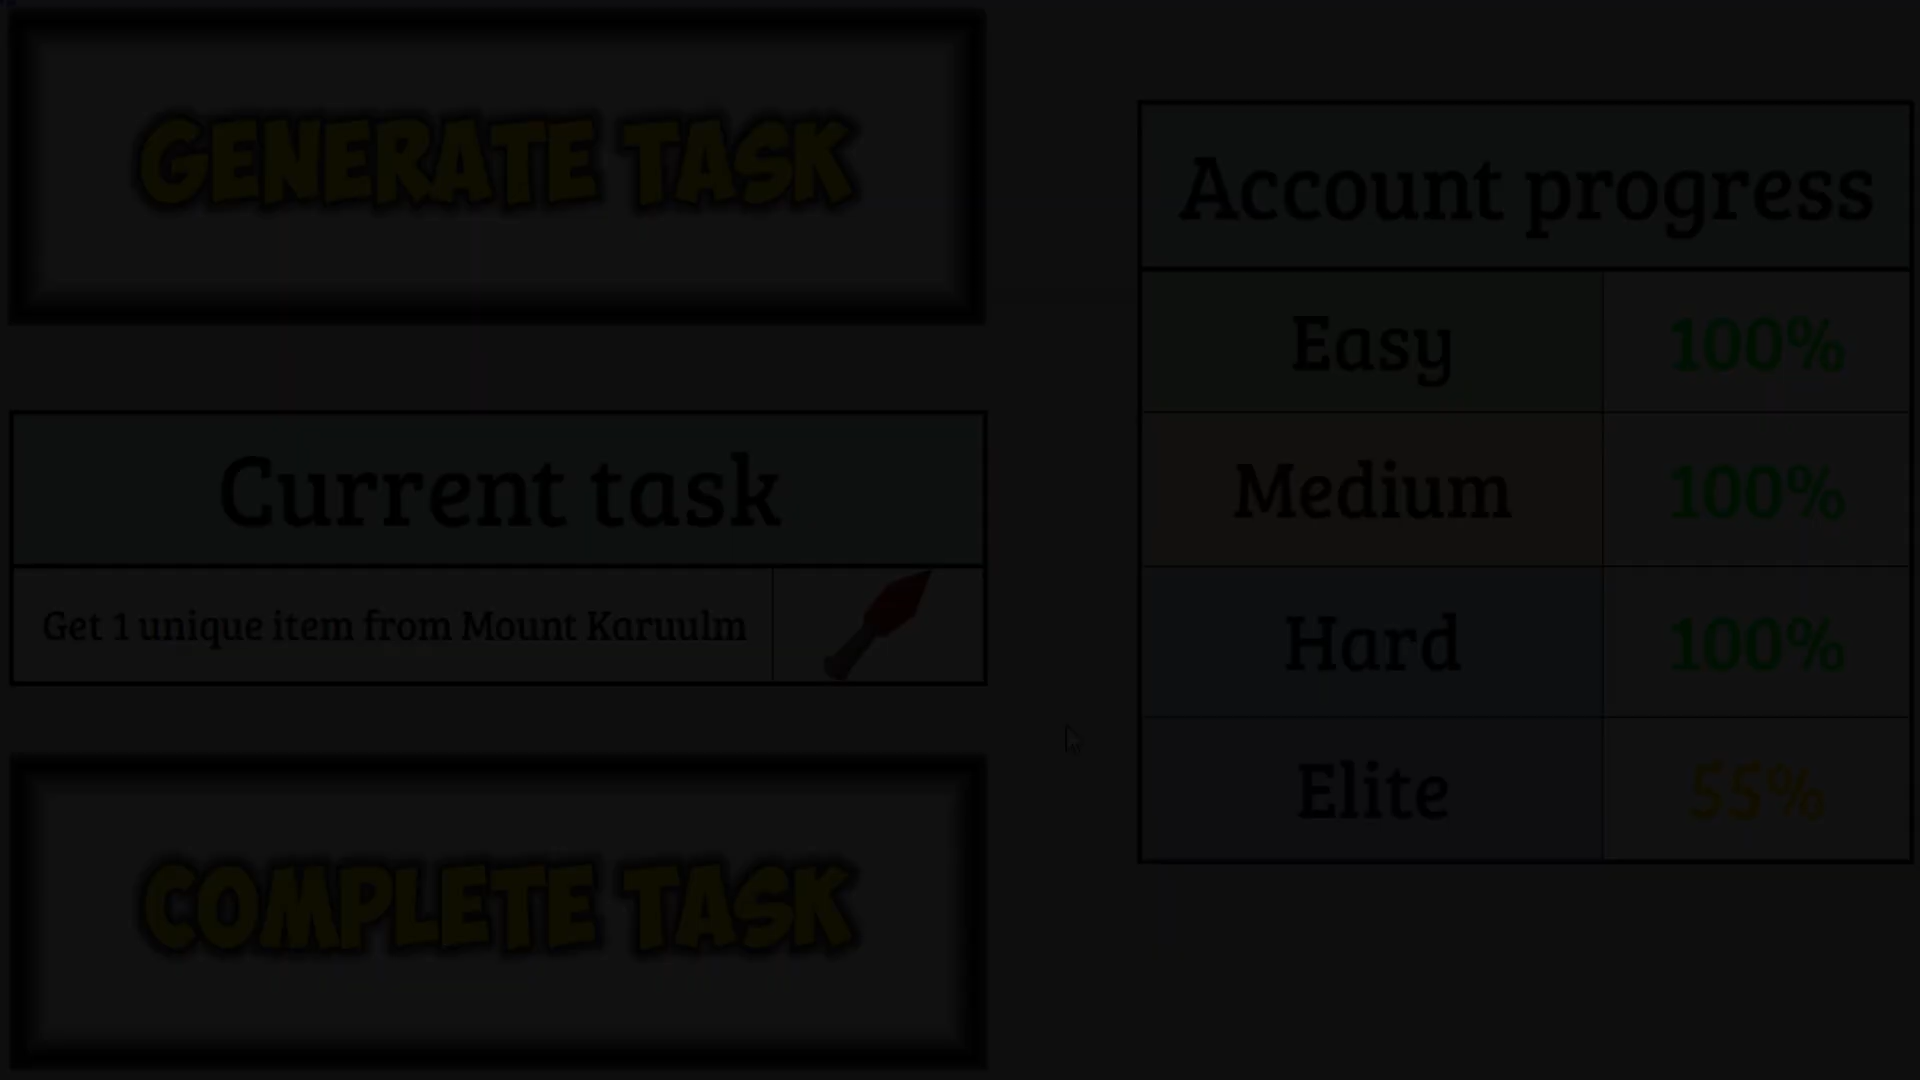 GENERATE TASK
Current task
Get 1 unique item from Mount Karuulm
COMPLETE TASK
Account progress
Easy 100%
Medium 100%
Hard 100%
Elite 55%